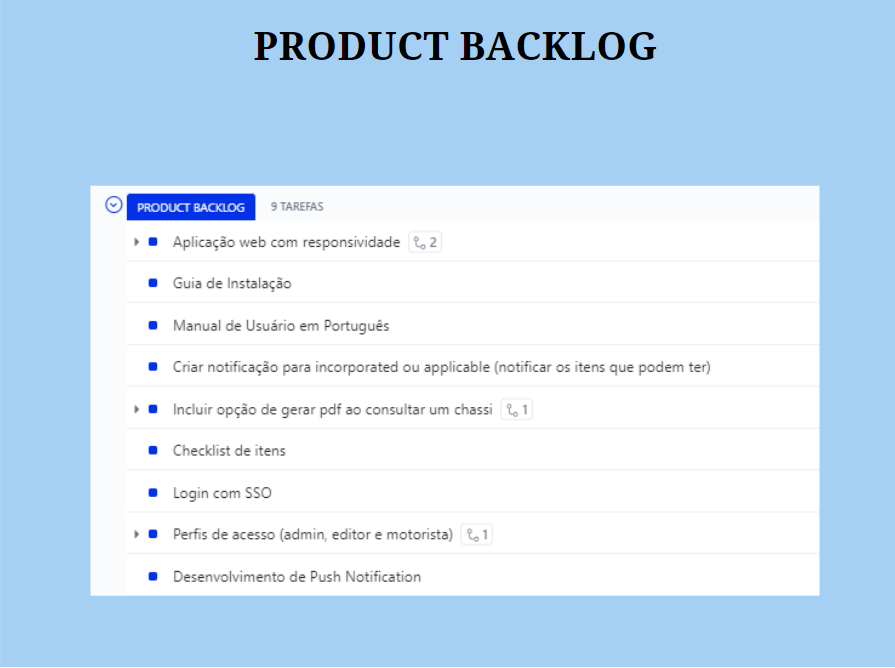 PRODUCT BACKLOG
PRODUCT BACKLOG 9 TAREFAS
Aplicação web com responsividade 2
Guia de Instalação
Manual de Usuário em Português
Criar notificação para incorporated ou applicable (notificar os itens que podem ter)
Incluir opção de gerar pdf ao consultar um chassi 1
Checklist de itens
Login com SSO
Perfis de acesso (admin, editor e motorista) 1
Desenvolvimento de Push Notification